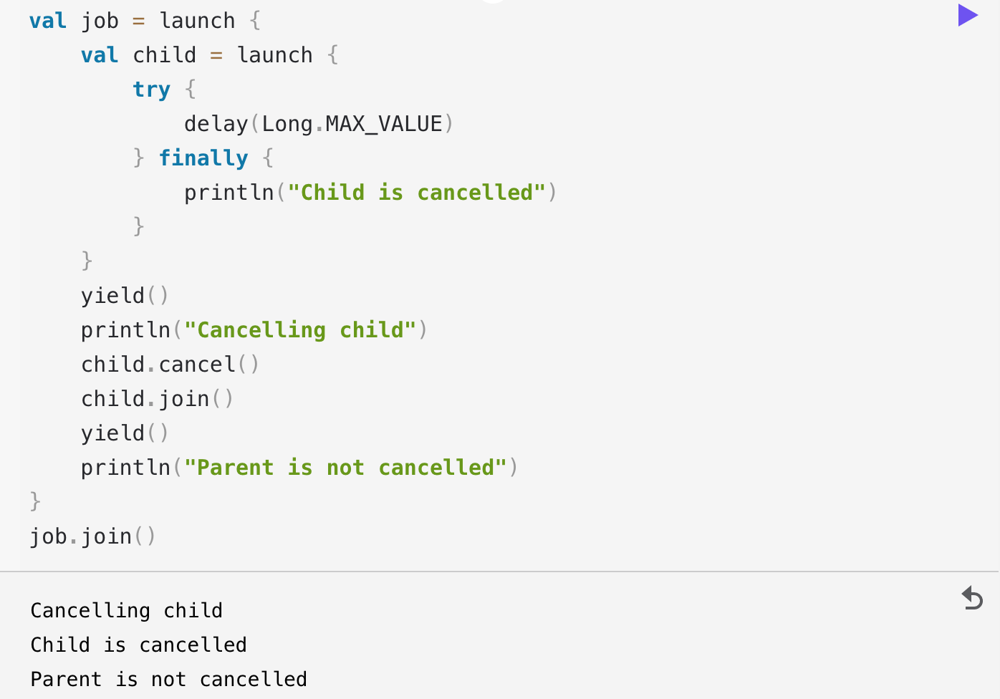 val job = launch {
    val child = launch {
        try {
            delay(Long.MAX_VALUE)
        } finally {
            println("Child is cancelled")
        }
    }
    yield()
    println("Cancelling child")
    child.cancel()
    child.join()
    yield()
    println("Parent is not cancelled")
}
job.join()
Cancelling child
Child is cancelled
Parent is not cancelled